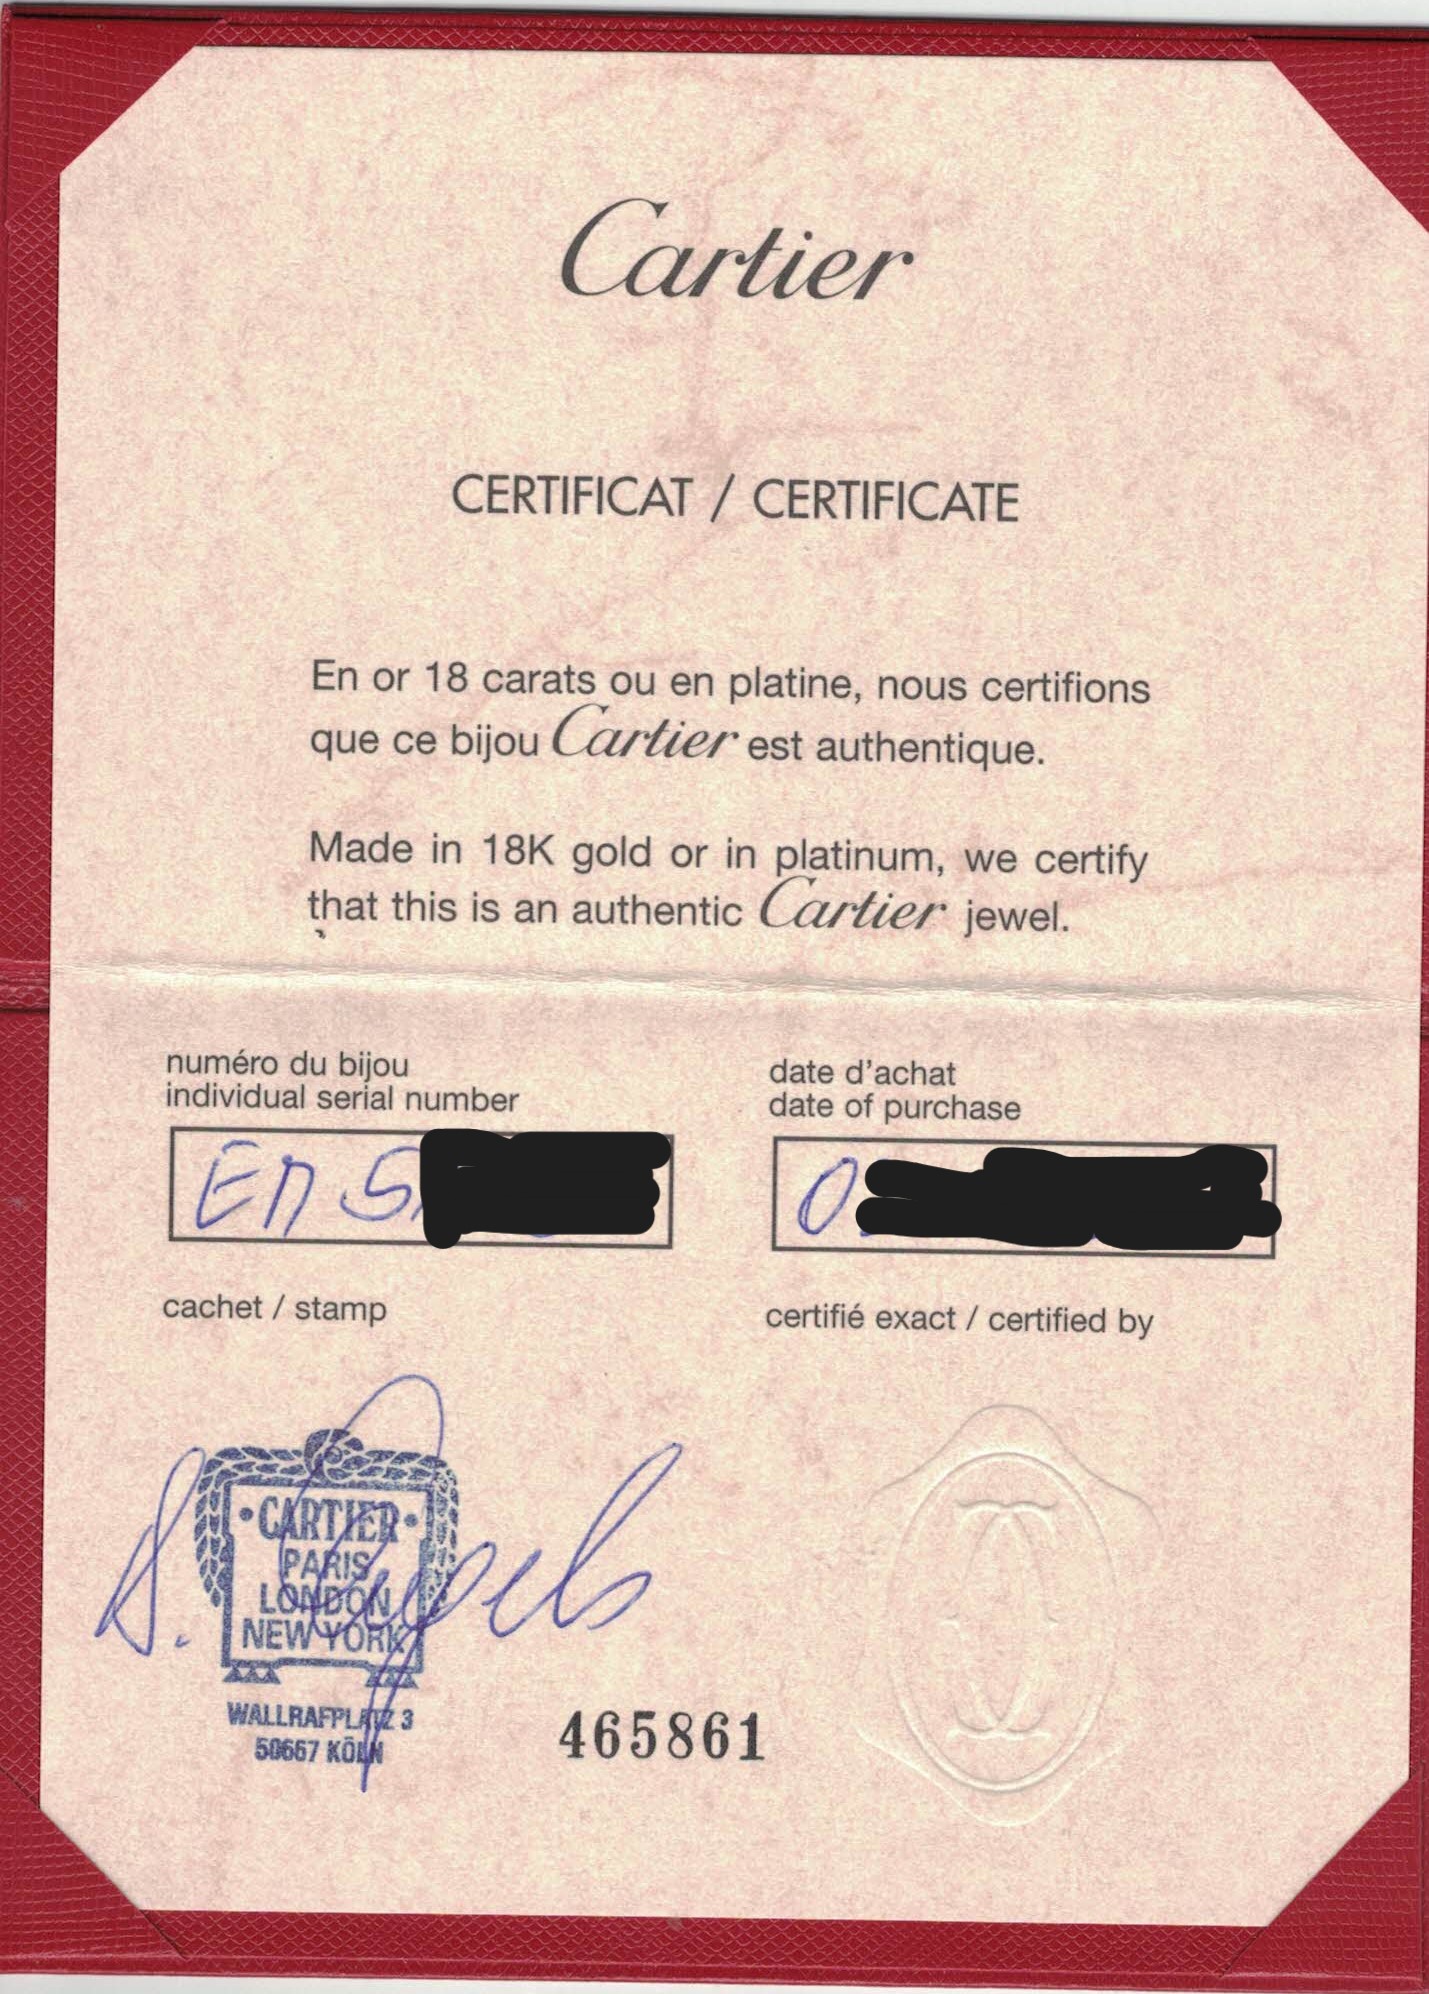 Cartier
CERTIFICAT / CERTIFICATE
En or 18 carats ou en platine, nous certifions
que ce bijou Cartier est authentique.
Made in 18K gold or in platinum, we certify
that this is an authentic Cartier jewel.
numéro du bijou
individual serial number
date d'achat
date of purchase
cachet / stamp
certifié exact / certified by
• CARTIER •
PARIS
LONDON
NEW YORK
WALLRAFPLATZ 3
50667 KÖLN
465861